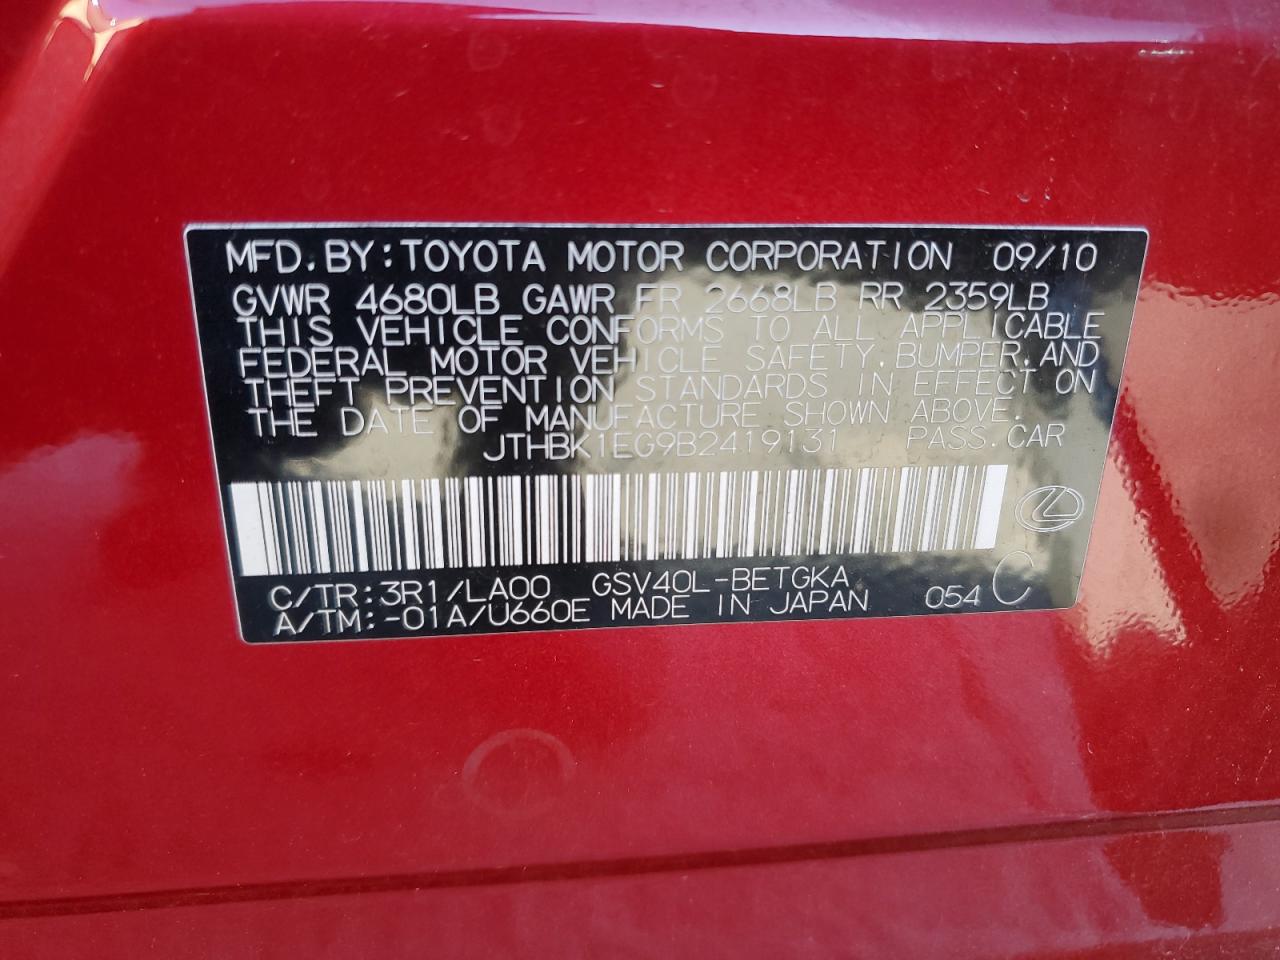 MFD. BY: TOYOTA MOTOR CORPORATION 09/10
GVWR 4680LB GAWR FR 2668LB RR 2359LB
THIS VEHICLE CONFORMS TO ALL APPLICABLE
FEDERAL MOTOR VEHICLE SAFETY, BUMPER, AND
THEFT PREVENTION STANDARDS IN EFFECT ON
THE DATE OF MANUFACTURE SHOWN ABOVE.
JTHBK1EG9B2419131 PASS. CAR
C/TR: 3R1/LA00 GSV40L-BETGKA
A/TM: -01A/U660E MADE IN JAPAN 054 C